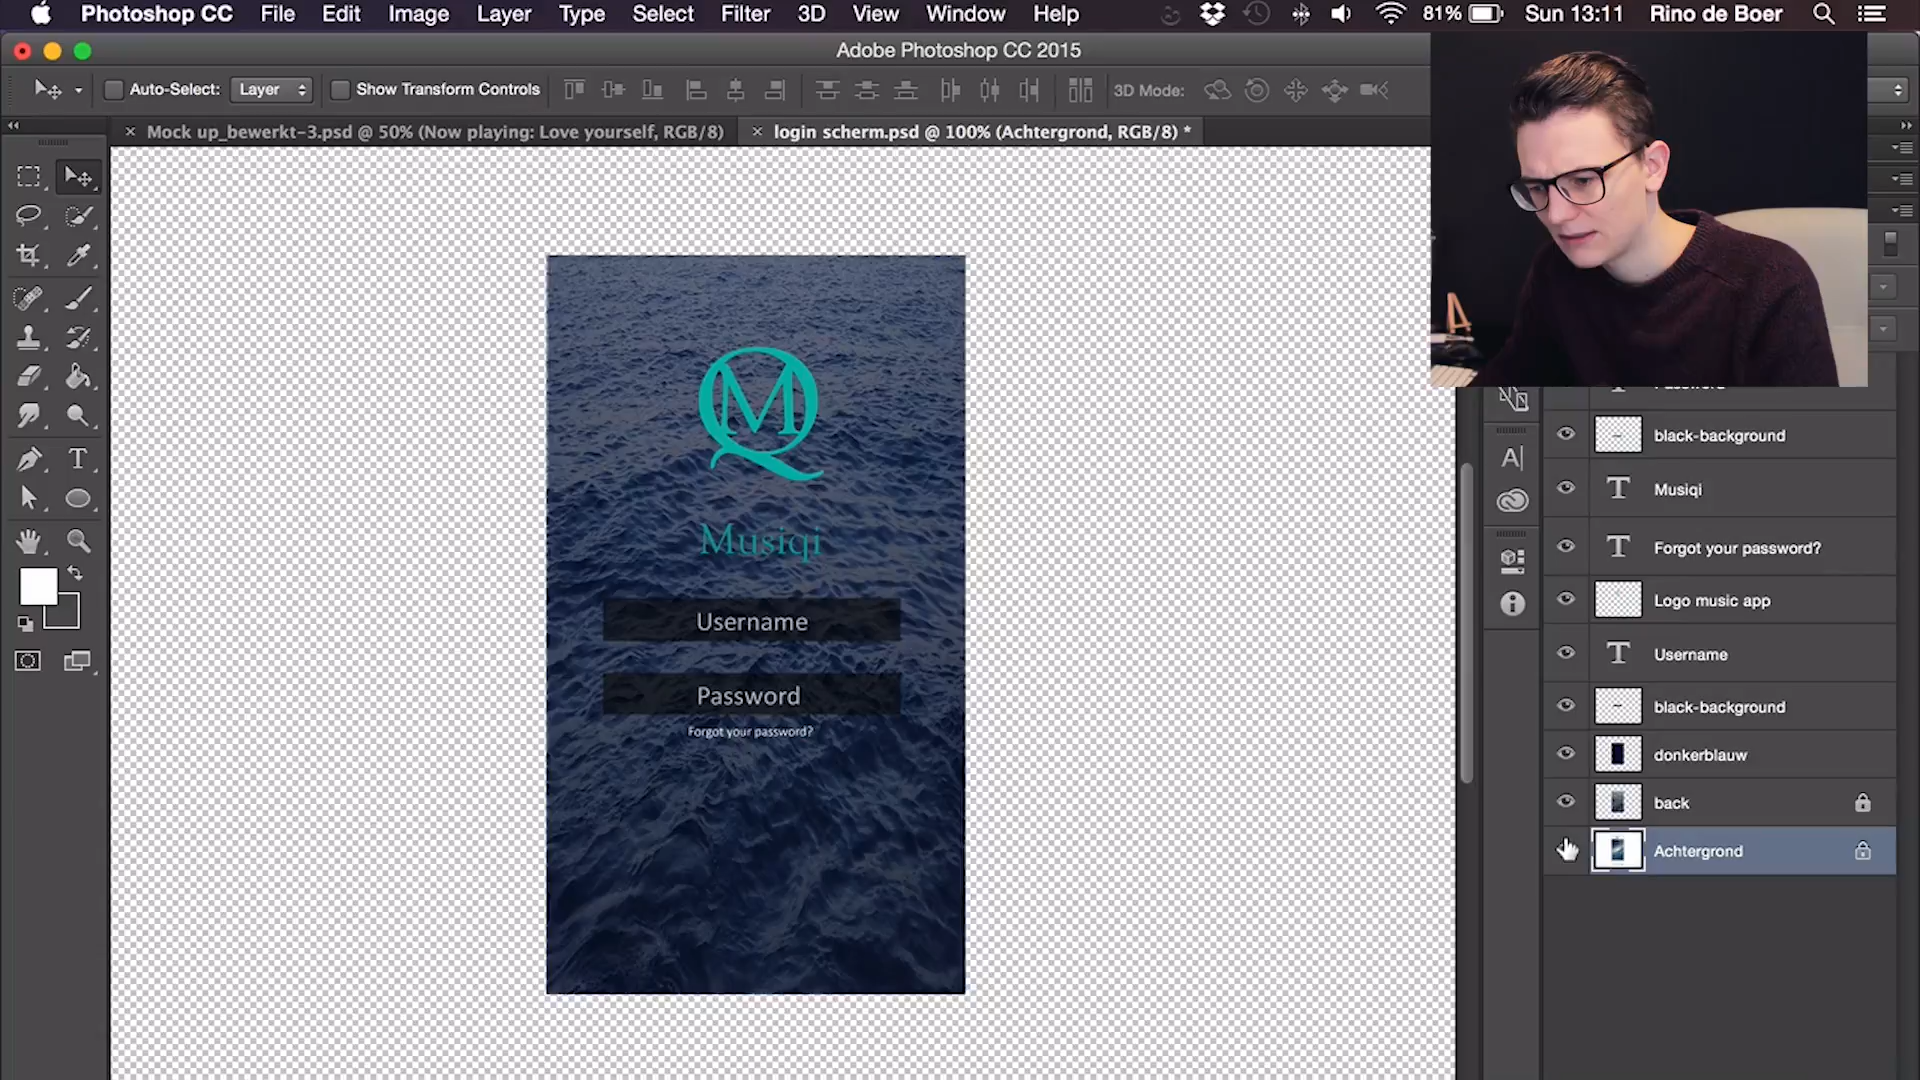 Photoshop CC File Edit Image Layer Type Select Filter 3D View Window Help 81% Sun 13:11 Rino de Boer
Adobe Photoshop CC 2015
Auto-Select: Layer Show Transform Controls 3D Mode:
Mock up_bewerkt-3.psd @ 50% (Now playing: Love yourself, RGB/8) login scherm.psd @ 100% (Achtergrond, RGB/8) *
QM
Musiqi
Username
Password
Forgot your password?
Password
black-background
Musiqi
Forgot your password?
Logo music app
Username
black-background
donkerblauw
back
Achtergrond